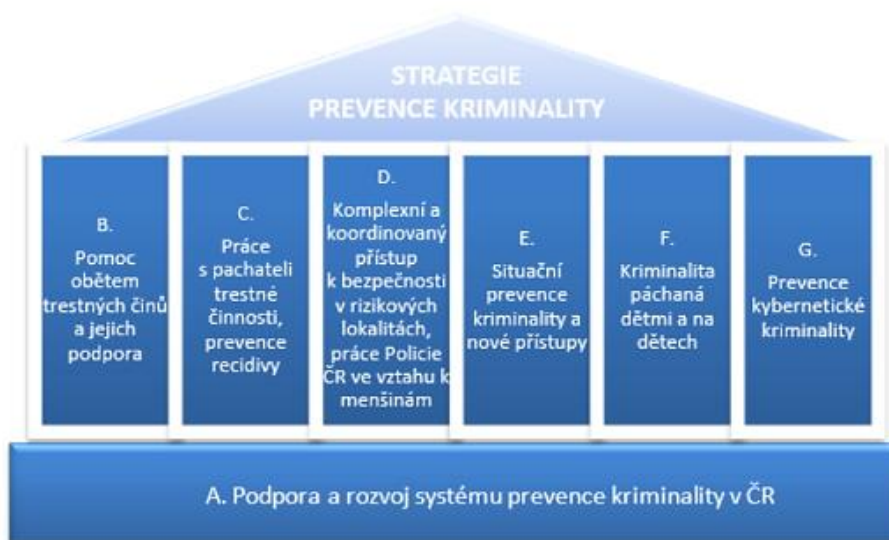 STRATEGIE
PREVENCE KRIMINALITY
B.
Pomoc
obětem
trestných činů
a jejich
podpora
C.
Práce
s pachateli
trestné
činnosti,
prevence
recidivy
D.
Komplexní a
koordinovaný
přístup
k bezpečnosti
v rizikových
lokalitách,
práce Policie
ČR ve vztahu k
menšinám
E.
Situační
prevence
kriminality a
nové přístupy
F.
Kriminalita
páchaná
dětmi a na
dětech
G.
Prevence
kybernetické
kriminality
A. Podpora a rozvoj systému prevence kriminality v ČR